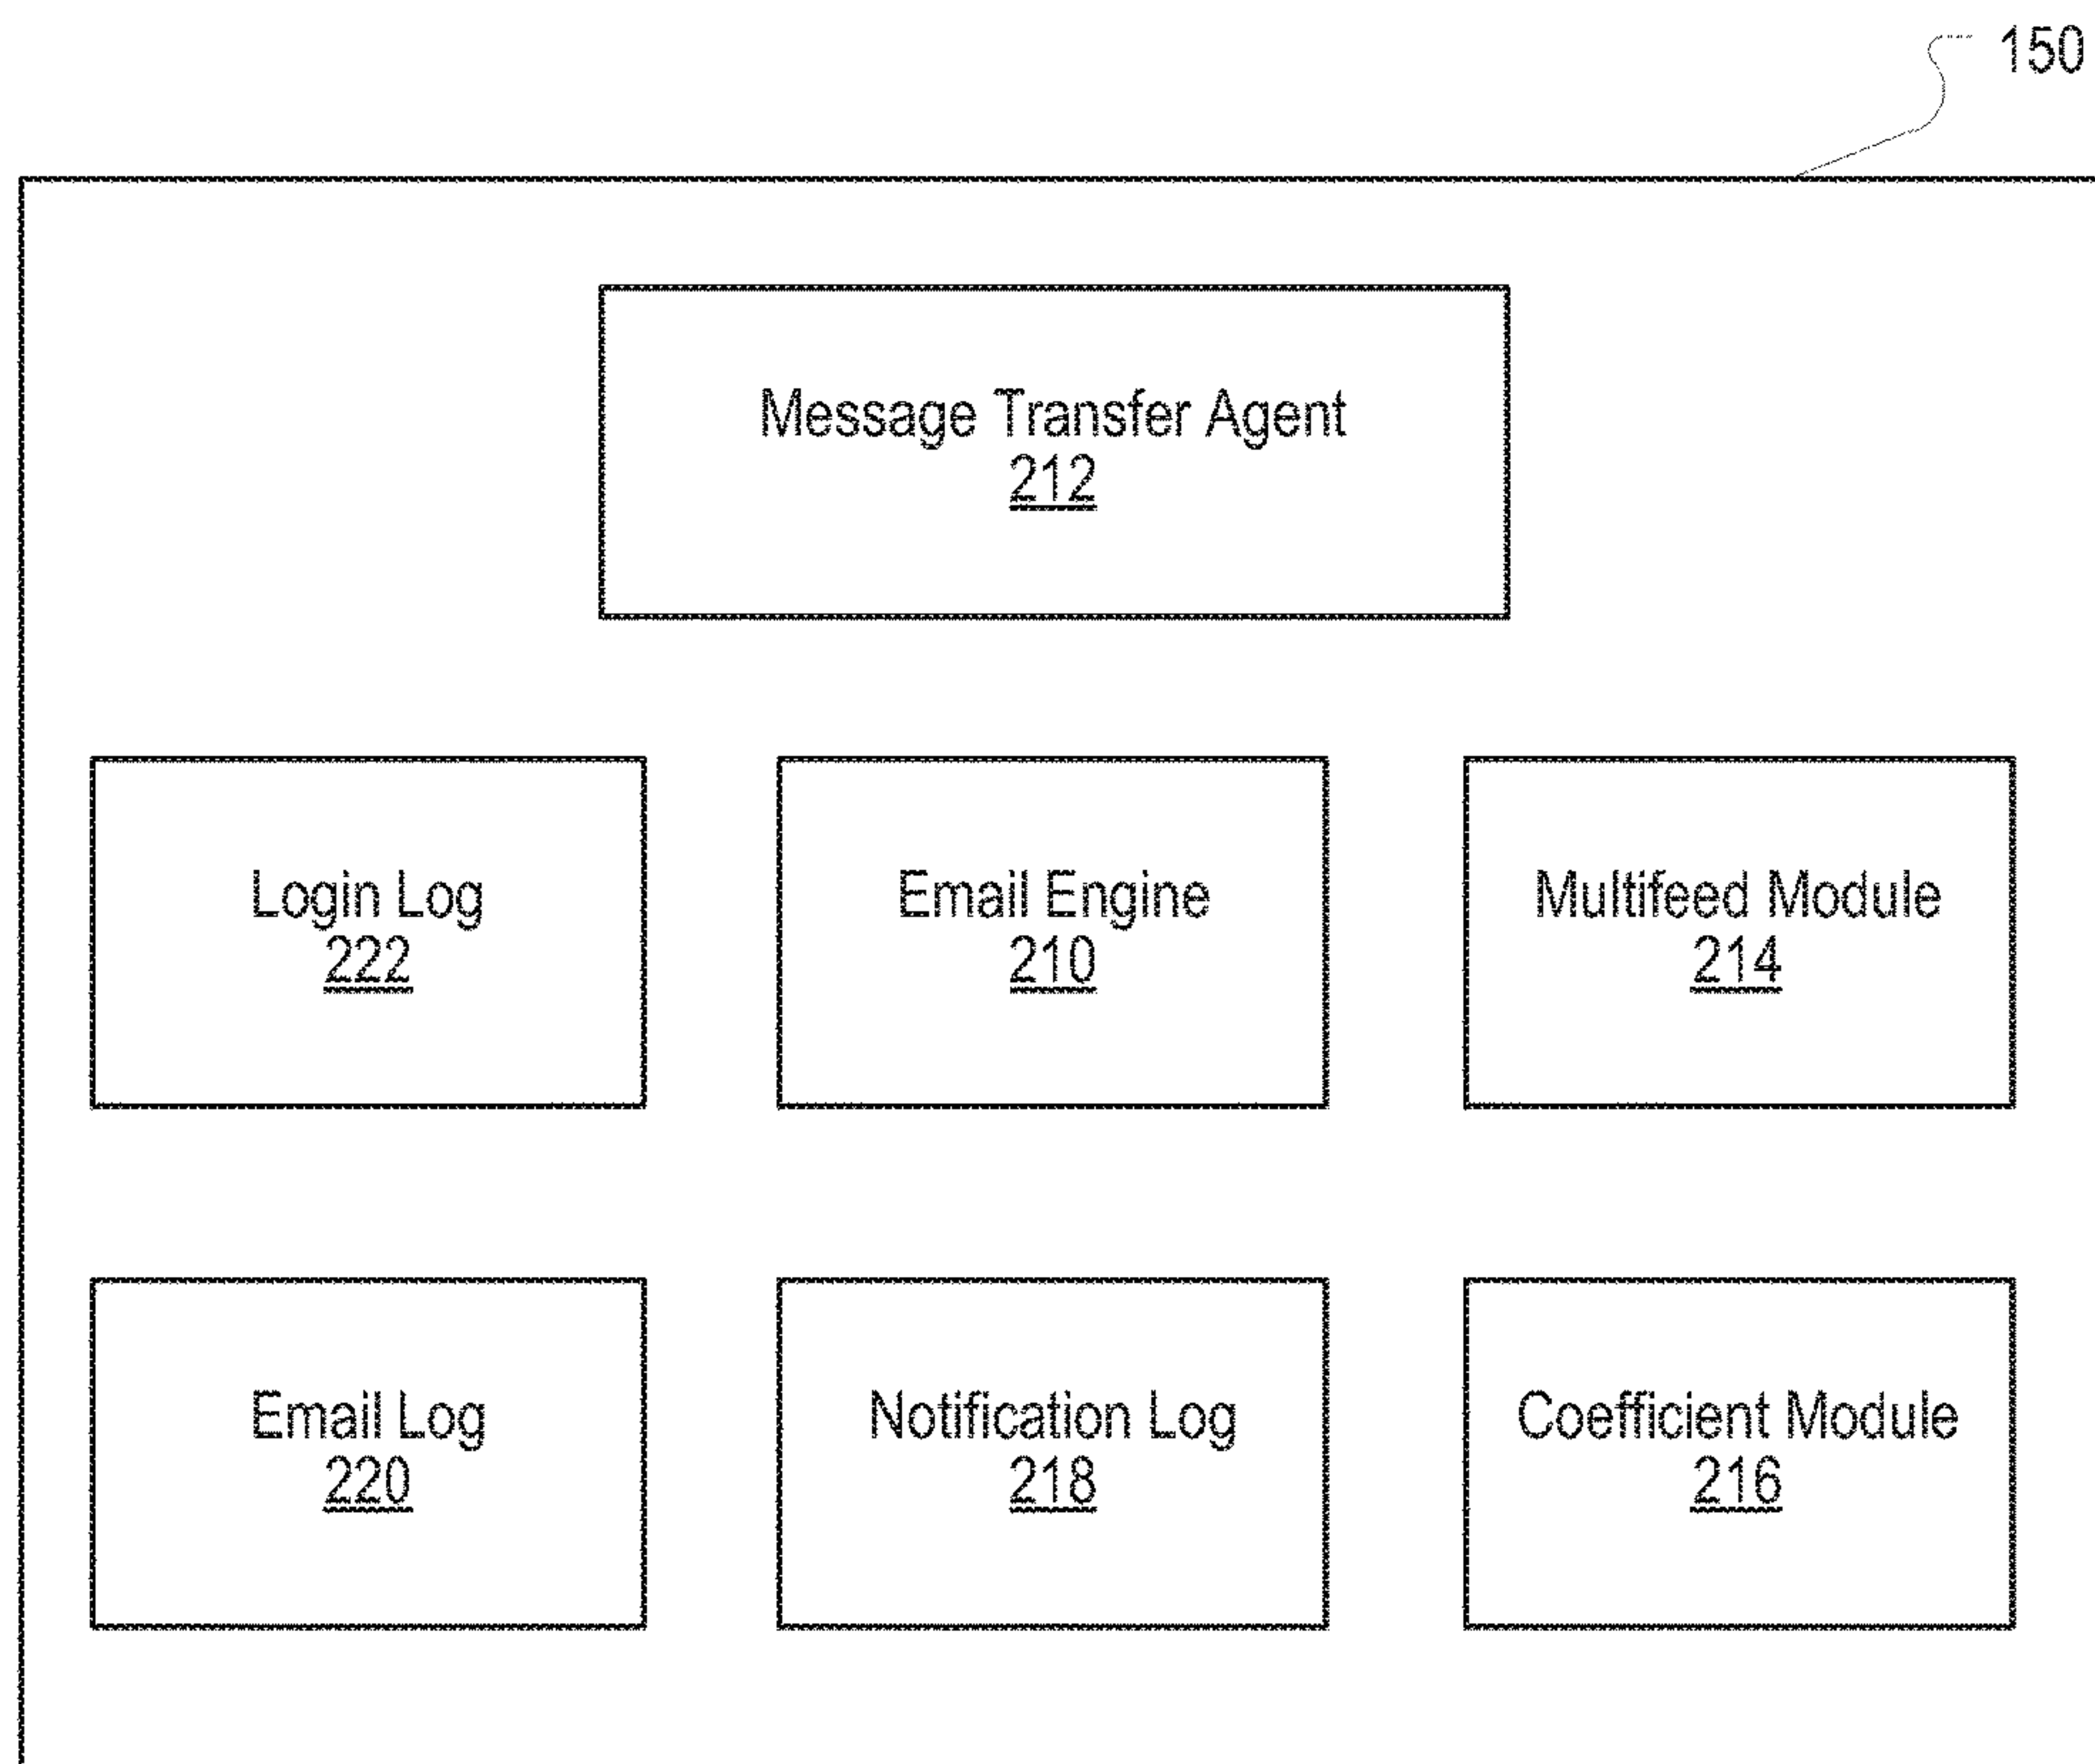 150
Message Transfer Agent
212
Login Log
222
Email Engine
210
Multifeed Module
214
Email Log
220
Notification Log
218
Coefficient Module
216